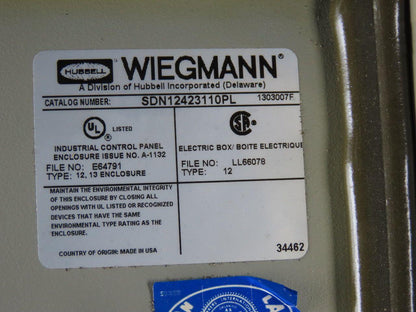 HUBBELL WIEGMANN®
A Division of Hubbell Incorporated (Delaware)
CATALOG NUMBER: SDN12423110PL 1303007F
UL LISTED
INDUSTRIAL CONTROL PANEL
ENCLOSURE ISSUE NO. A-1132
FILE NO: E64791
TYPE: 12, 13 ENCLOSURE
ELECTRIC BOX/ BOITE ELECTRIQUE
FILE NO: LL66078
TYPE: 12
MAINTAIN THE ENVIRONMENTAL INTEGRITY
OF THIS ENCLOSURE BY CLOSING ALL
OPENINGS WITH UL LISTED OR RECOGNIZED
DEVICES THAT HAVE THE SAME
ENVIRONMENTAL TYPE RATING AS THE
ENCLOSURE.
COUNTRY OF ORIGIN: MADE IN USA
34462